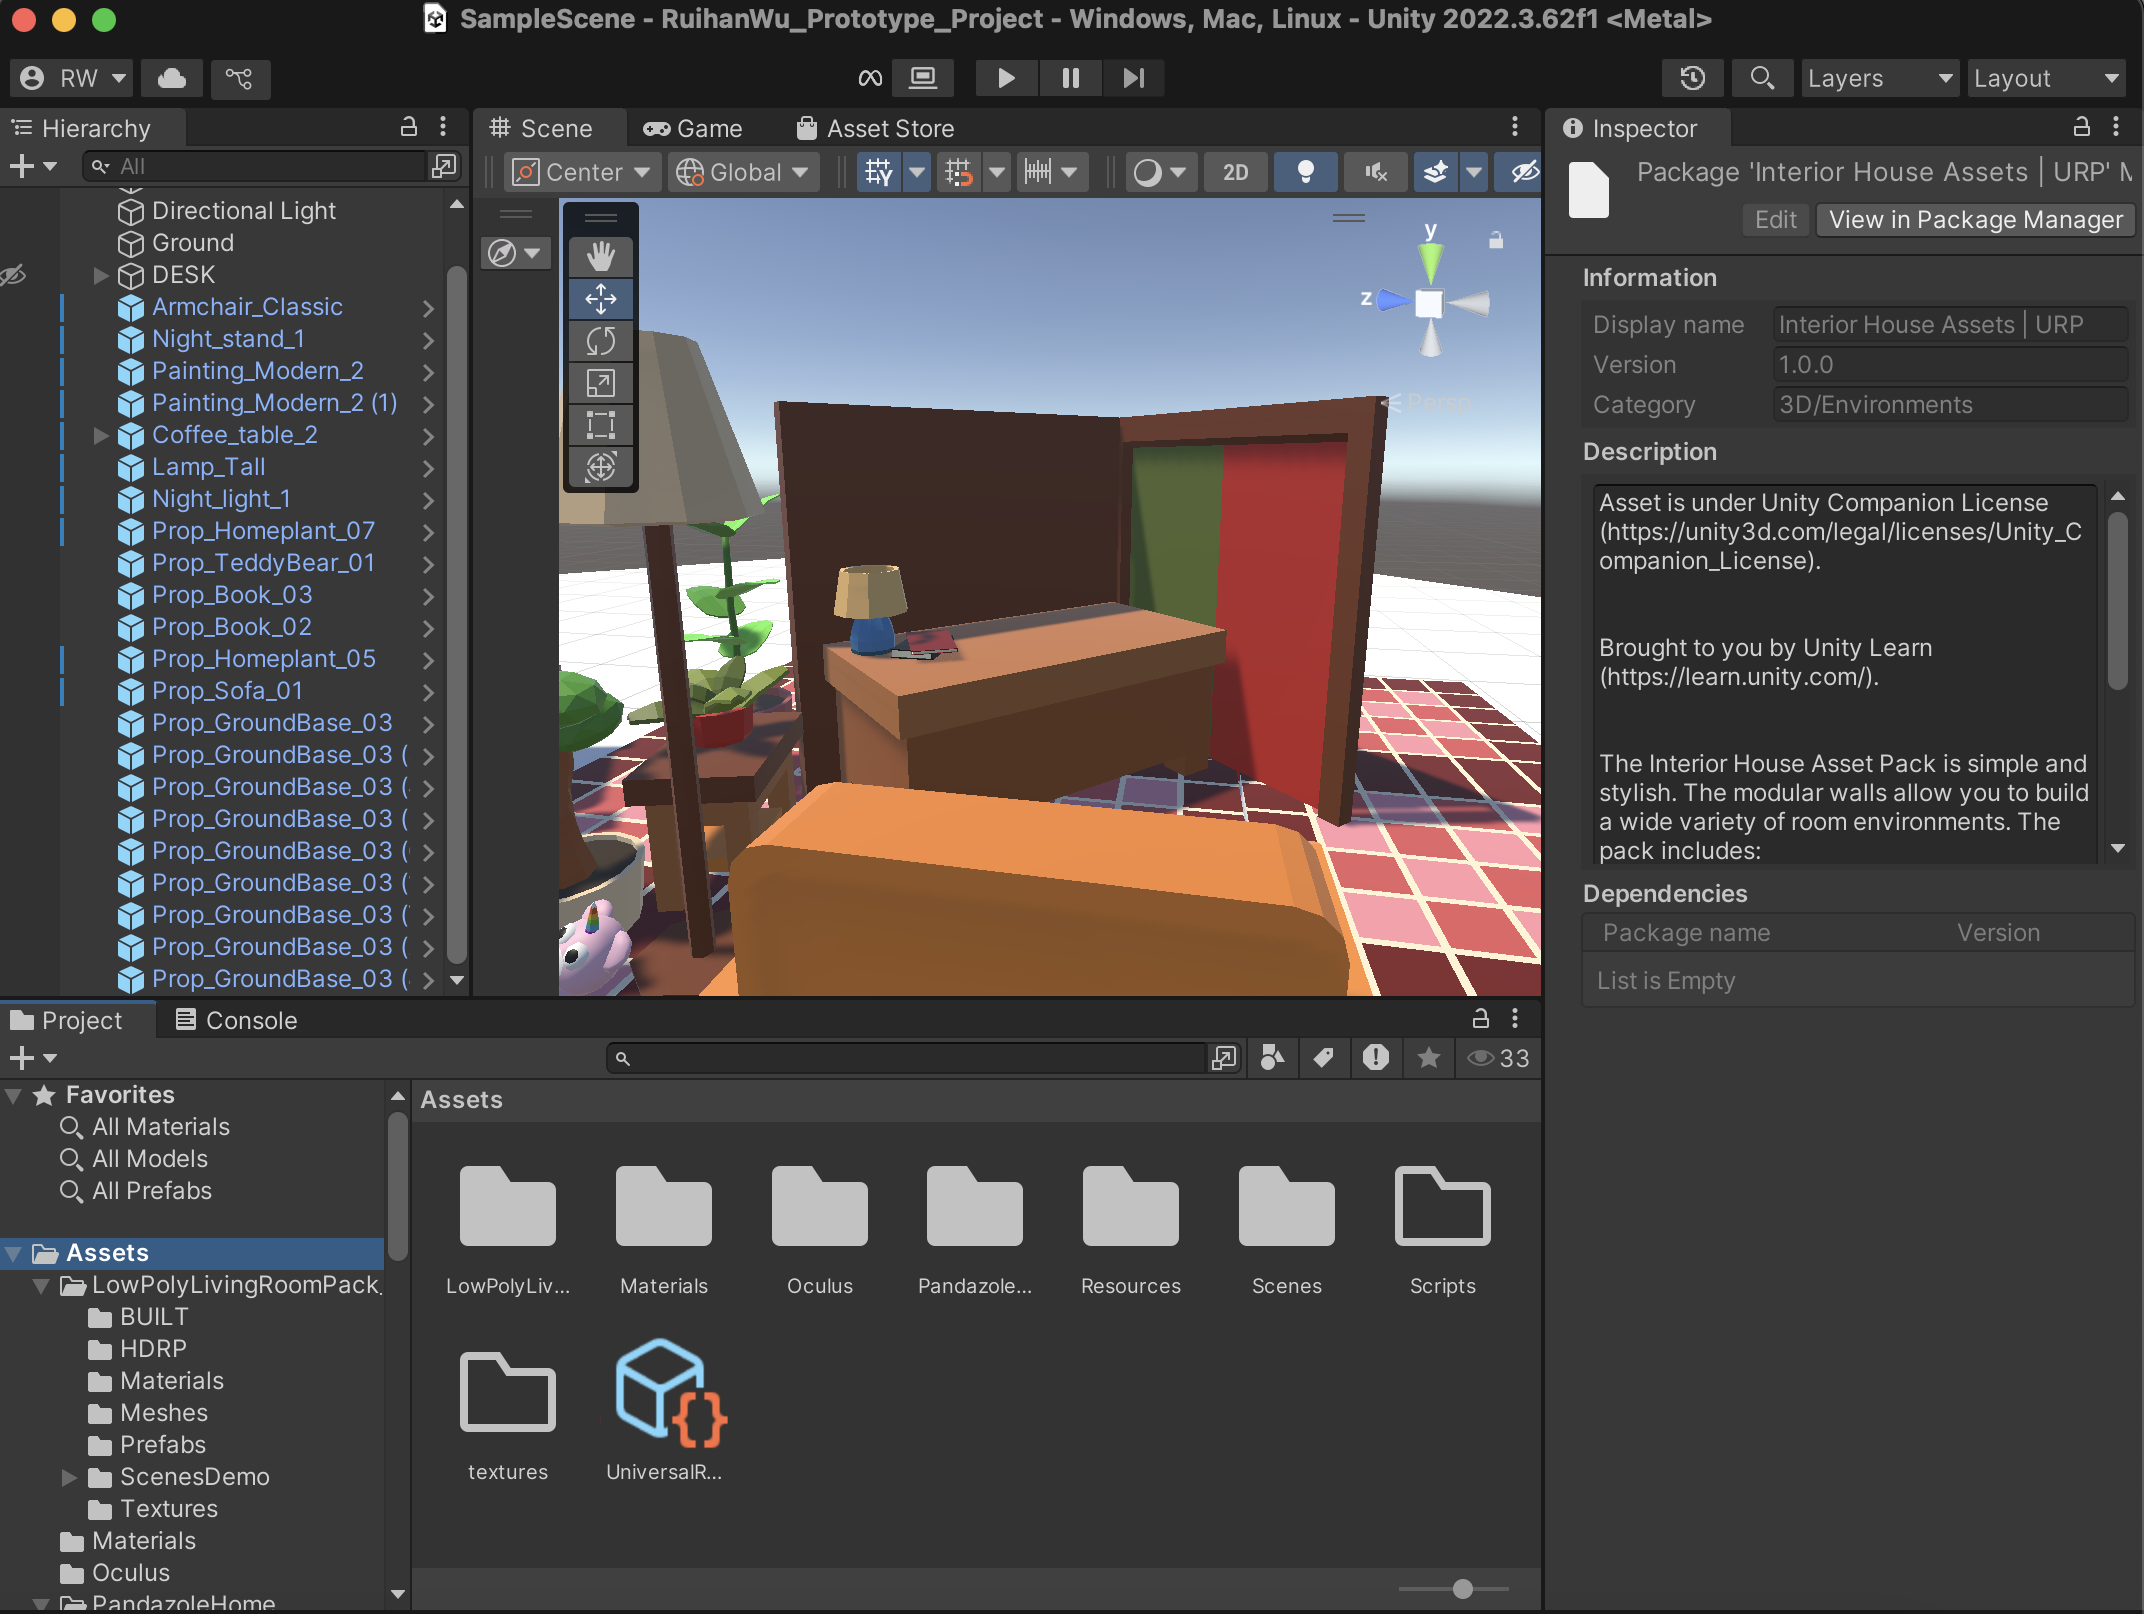 SampleScene - RuihanWu_Prototype_Project - Windows, Mac, Linux - Unity 2022.3.62f1 <Metal>
RW
Layers
Layout
Hierarchy
All
Directional Light
Ground
DESK
Armchair_Classic
Night_stand_1
Painting_Modern_2
Painting_Modern_2 (1)
Coffee_table_2
Lamp_Tall
Night_light_1
Prop_Homeplant_07
Prop_TeddyBear_01
Prop_Book_03
Prop_Book_02
Prop_Homeplant_05
Prop_Sofa_01
Prop_GroundBase_03
Prop_GroundBase_03 (
Prop_GroundBase_03 (
Prop_GroundBase_03 (
Prop_GroundBase_03 (
Prop_GroundBase_03 (
Prop_GroundBase_03 (
Prop_GroundBase_03 (
Prop_GroundBase_03 (
Scene
Game
Asset Store
Center
Global
2D
y
z
Persp
Inspector
Package 'Interior House Assets | URP' M
Edit
View in Package Manager
Information
Display name Interior House Assets | URP
Version 1.0.0
Category 3D/Environments
Description
Asset is under Unity Companion License
(https://unity3d.com/legal/licenses/Unity_C
ompanion_License).
Brought to you by Unity Learn
(https://learn.unity.com/).
The Interior House Asset Pack is simple and
stylish. The modular walls allow you to build
a wide variety of room environments. The
pack includes:
Dependencies
Package name Version
List is Empty
Project
Console
33
Favorites
All Materials
All Models
All Prefabs
Assets
LowPolyLivingRoomPack_
BUILT
HDRP
Materials
Meshes
Prefabs
ScenesDemo
Textures
Materials
Oculus
PandazoleHome
Assets
LowPolyLiv...
Materials
Oculus
Pandazole...
Resources
Scenes
Scripts
textures
UniversalR...